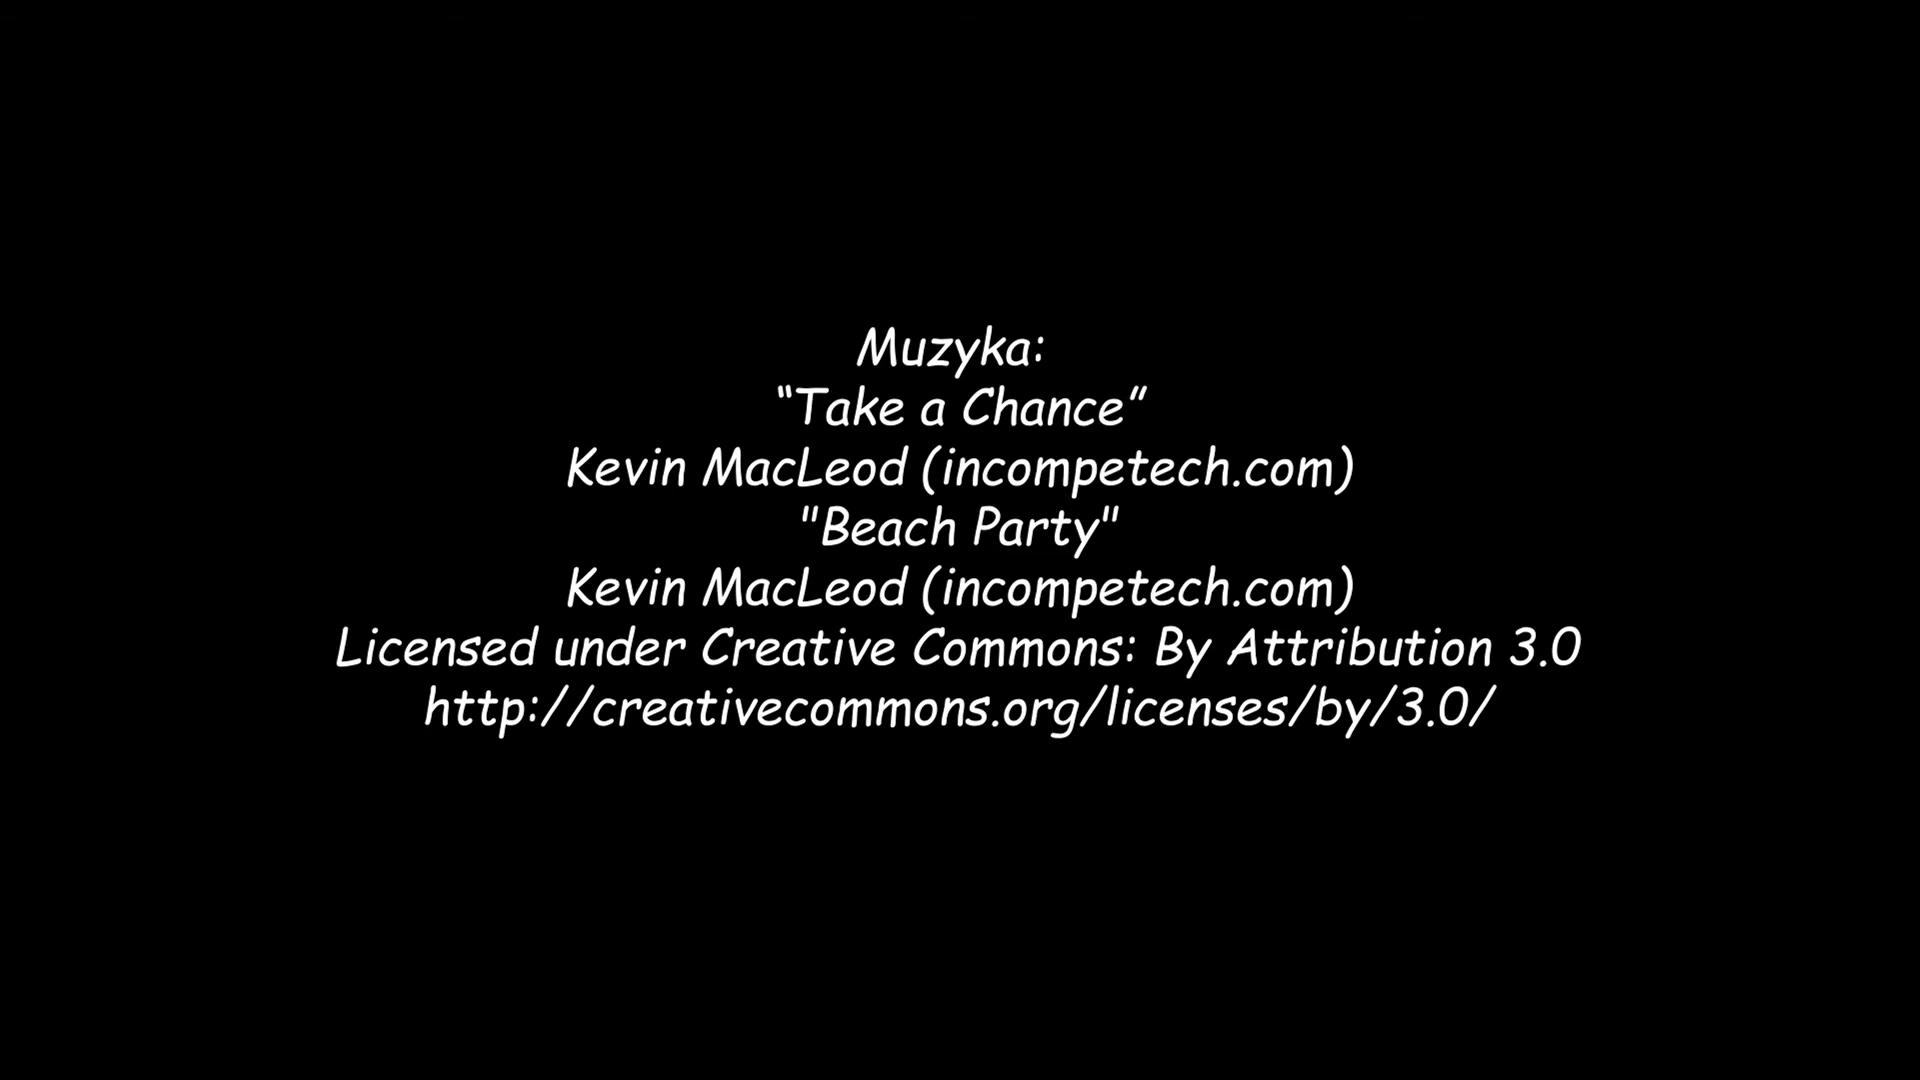 Muzyka:
“Take a Chance”
Kevin MacLeod (incompetech.com)
"Beach Party"
Kevin MacLeod (incompetech.com)
Licensed under Creative Commons: By Attribution 3.0
http://creativecommons.org/licenses/by/3.0/